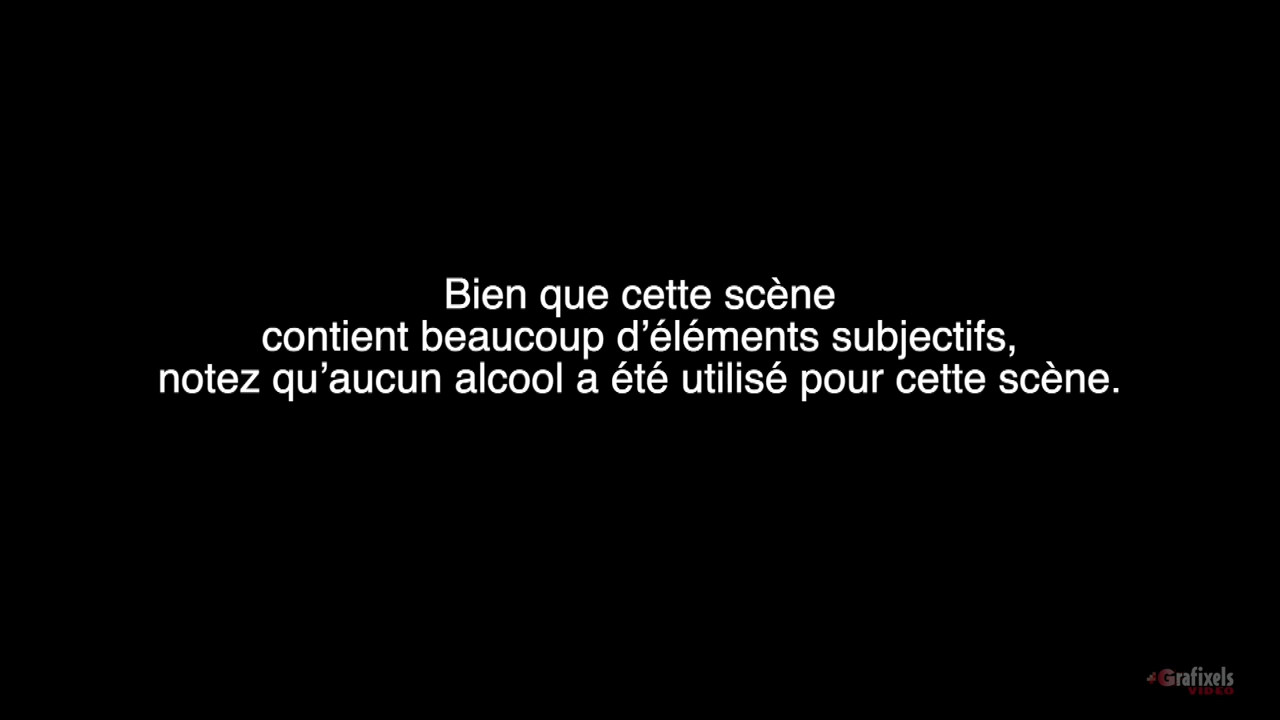 Bien que cette scène
contient beaucoup d’éléments subjectifs,
notez qu’aucun alcool a été utilisé pour cette scène.
+Grafixels
VIDEO